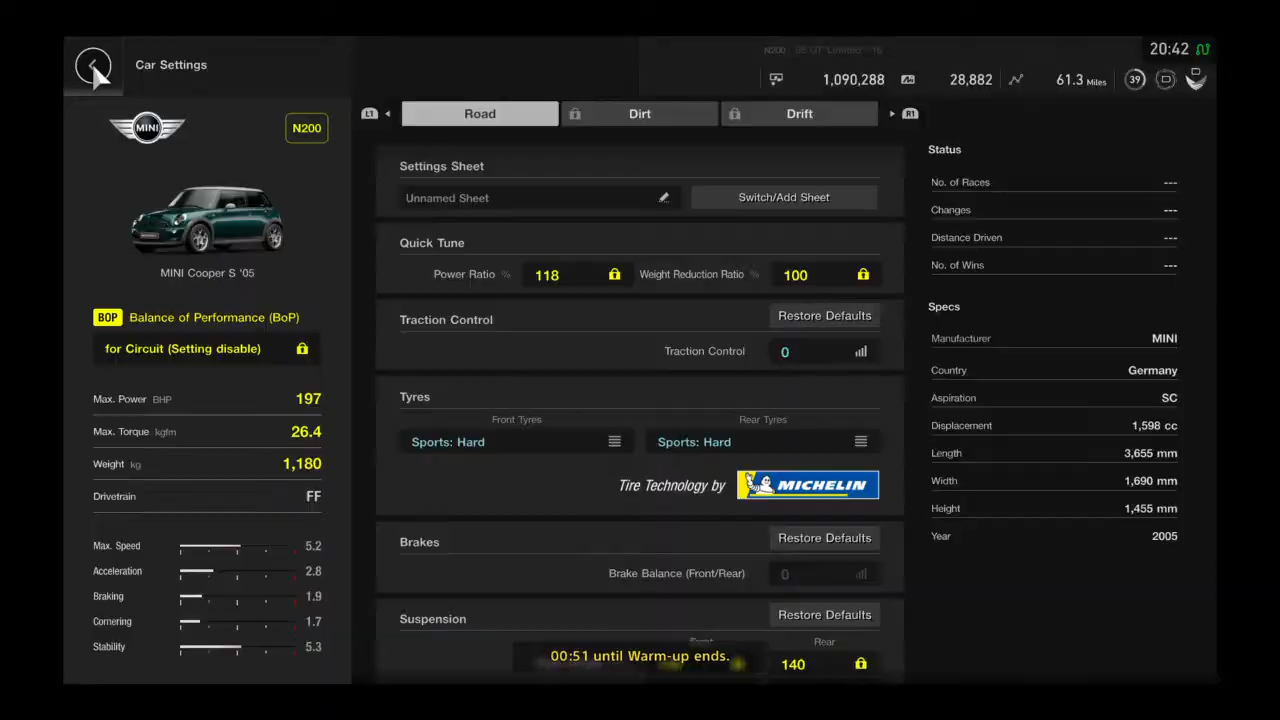 Car Settings
N200
20:42
1,090,288
28,882
61.3 Miles
39
MINI
N200
MINI Cooper S '05
BOP Balance of Performance (BoP)
for Circuit (Setting disable)
Max. Power BHP 197
Max. Torque kgfm 26.4
Weight kg 1,180
Drivetrain FF
Max. Speed 5.2
Acceleration 2.8
Braking 1.9
Cornering 1.7
Stability 5.3
L1 Road Dirt Drift R1
Settings Sheet
Unnamed Sheet Switch/Add Sheet
Quick Tune
Power Ratio % 118 Weight Reduction Ratio % 100
Traction Control Restore Defaults
Traction Control 0
Tyres
Front Tyres Rear Tyres
Sports: Hard Sports: Hard
Tire Technology by MICHELIN
Brakes Restore Defaults
Brake Balance (Front/Rear) 0
Suspension Restore Defaults
Front Rear
140
00:51 until Warm-up ends.
Status
No. of Races ---
Changes ---
Distance Driven ---
No. of Wins ---
Specs
Manufacturer MINI
Country Germany
Aspiration SC
Displacement 1,598 cc
Length 3,655 mm
Width 1,690 mm
Height 1,455 mm
Year 2005